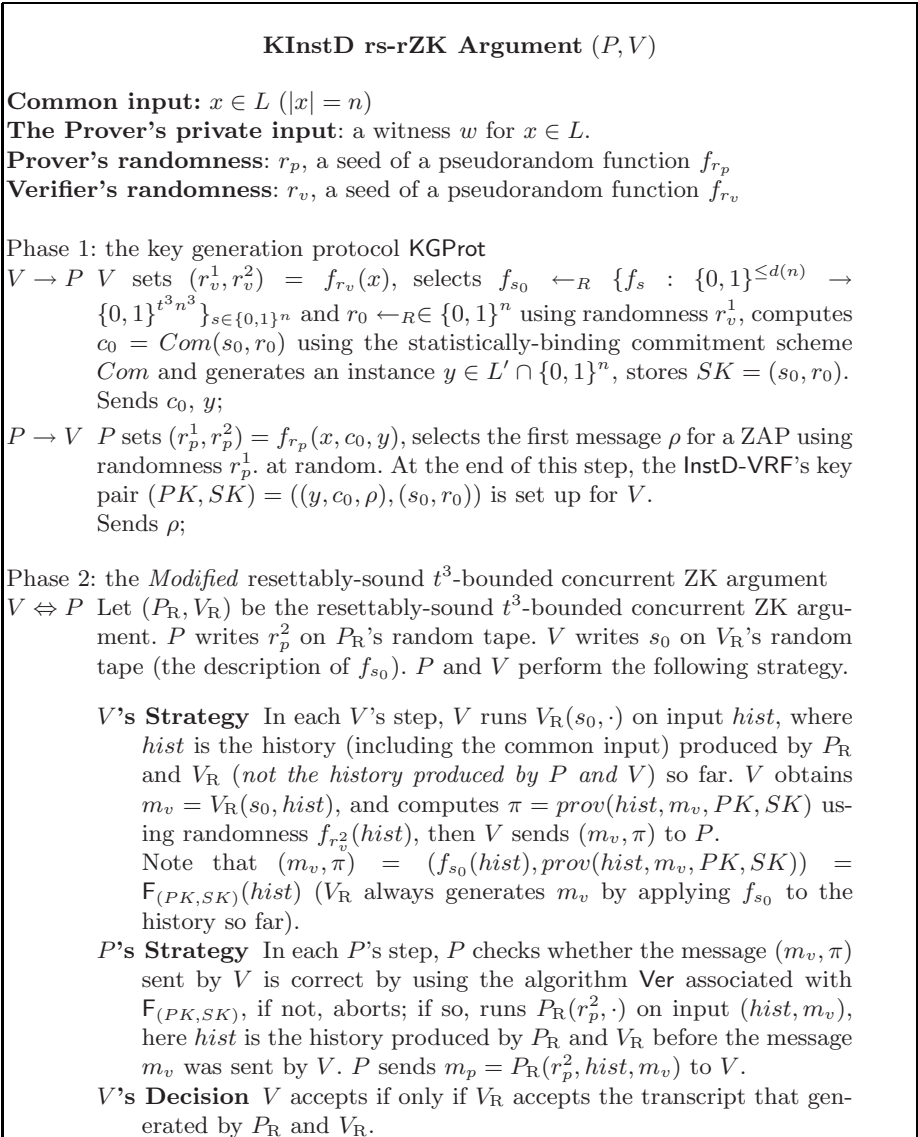 KInstD rs-rZK Argument (P, V)
Common input: x ∈ L (|x| = n)
The Prover's private input: a witness w for x ∈ L.
Prover's randomness: r_p, a seed of a pseudorandom function f_{r_p}
Verifier's randomness: r_v, a seed of a pseudorandom function f_{r_v}
Phase 1: the key generation protocol KGProt
V → P V sets (r_v^1, r_v^2) = f_{r_v}(x), selects f_{s_0} ←_R {f_s : {0, 1}^{≤d(n)} →
{0, 1}^{t^3 n^3}}_{s∈{0,1}^n} and r_0 ←_R∈ {0, 1}^n using randomness r_v^1, computes
c_0 = Com(s_0, r_0) using the statistically-binding commitment scheme
Com and generates an instance y ∈ L′ ∩ {0, 1}^n, stores SK = (s_0, r_0).
Sends c_0, y;
P → V P sets (r_p^1, r_p^2) = f_{r_p}(x, c_0, y), selects the first message ρ for a ZAP using
randomness r_p^1. at random. At the end of this step, the InstD-VRF's key
pair (PK, SK) = ((y, c_0, ρ), (s_0, r_0)) is set up for V.
Sends ρ;
Phase 2: the Modified resettably-sound t^3-bounded concurrent ZK argument
V ⇔ P Let (P_R, V_R) be the resettably-sound t^3-bounded concurrent ZK argu-
ment. P writes r_p^2 on P_R's random tape. V writes s_0 on V_R's random
tape (the description of f_{s_0}). P and V perform the following strategy.
V's Strategy In each V's step, V runs V_R(s_0, ·) on input hist, where
hist is the history (including the common input) produced by P_R
and V_R (not the history produced by P and V) so far. V obtains
m_v = V_R(s_0, hist), and computes π = prov(hist, m_v, PK, SK) us-
ing randomness f_{r_v^2}(hist), then V sends (m_v, π) to P.
Note that (m_v, π) = (f_{s_0}(hist), prov(hist, m_v, PK, SK)) =
F_{(PK,SK)}(hist) (V_R always generates m_v by applying f_{s_0} to the
history so far).
P's Strategy In each P's step, P checks whether the message (m_v, π)
sent by V is correct by using the algorithm Ver associated with
F_{(PK,SK)}, if not, aborts; if so, runs P_R(r_p^2, ·) on input (hist, m_v),
here hist is the history produced by P_R and V_R before the message
m_v was sent by V. P sends m_p = P_R(r_p^2, hist, m_v) to V.
V's Decision V accepts if only if V_R accepts the transcript that gen-
erated by P_R and V_R.